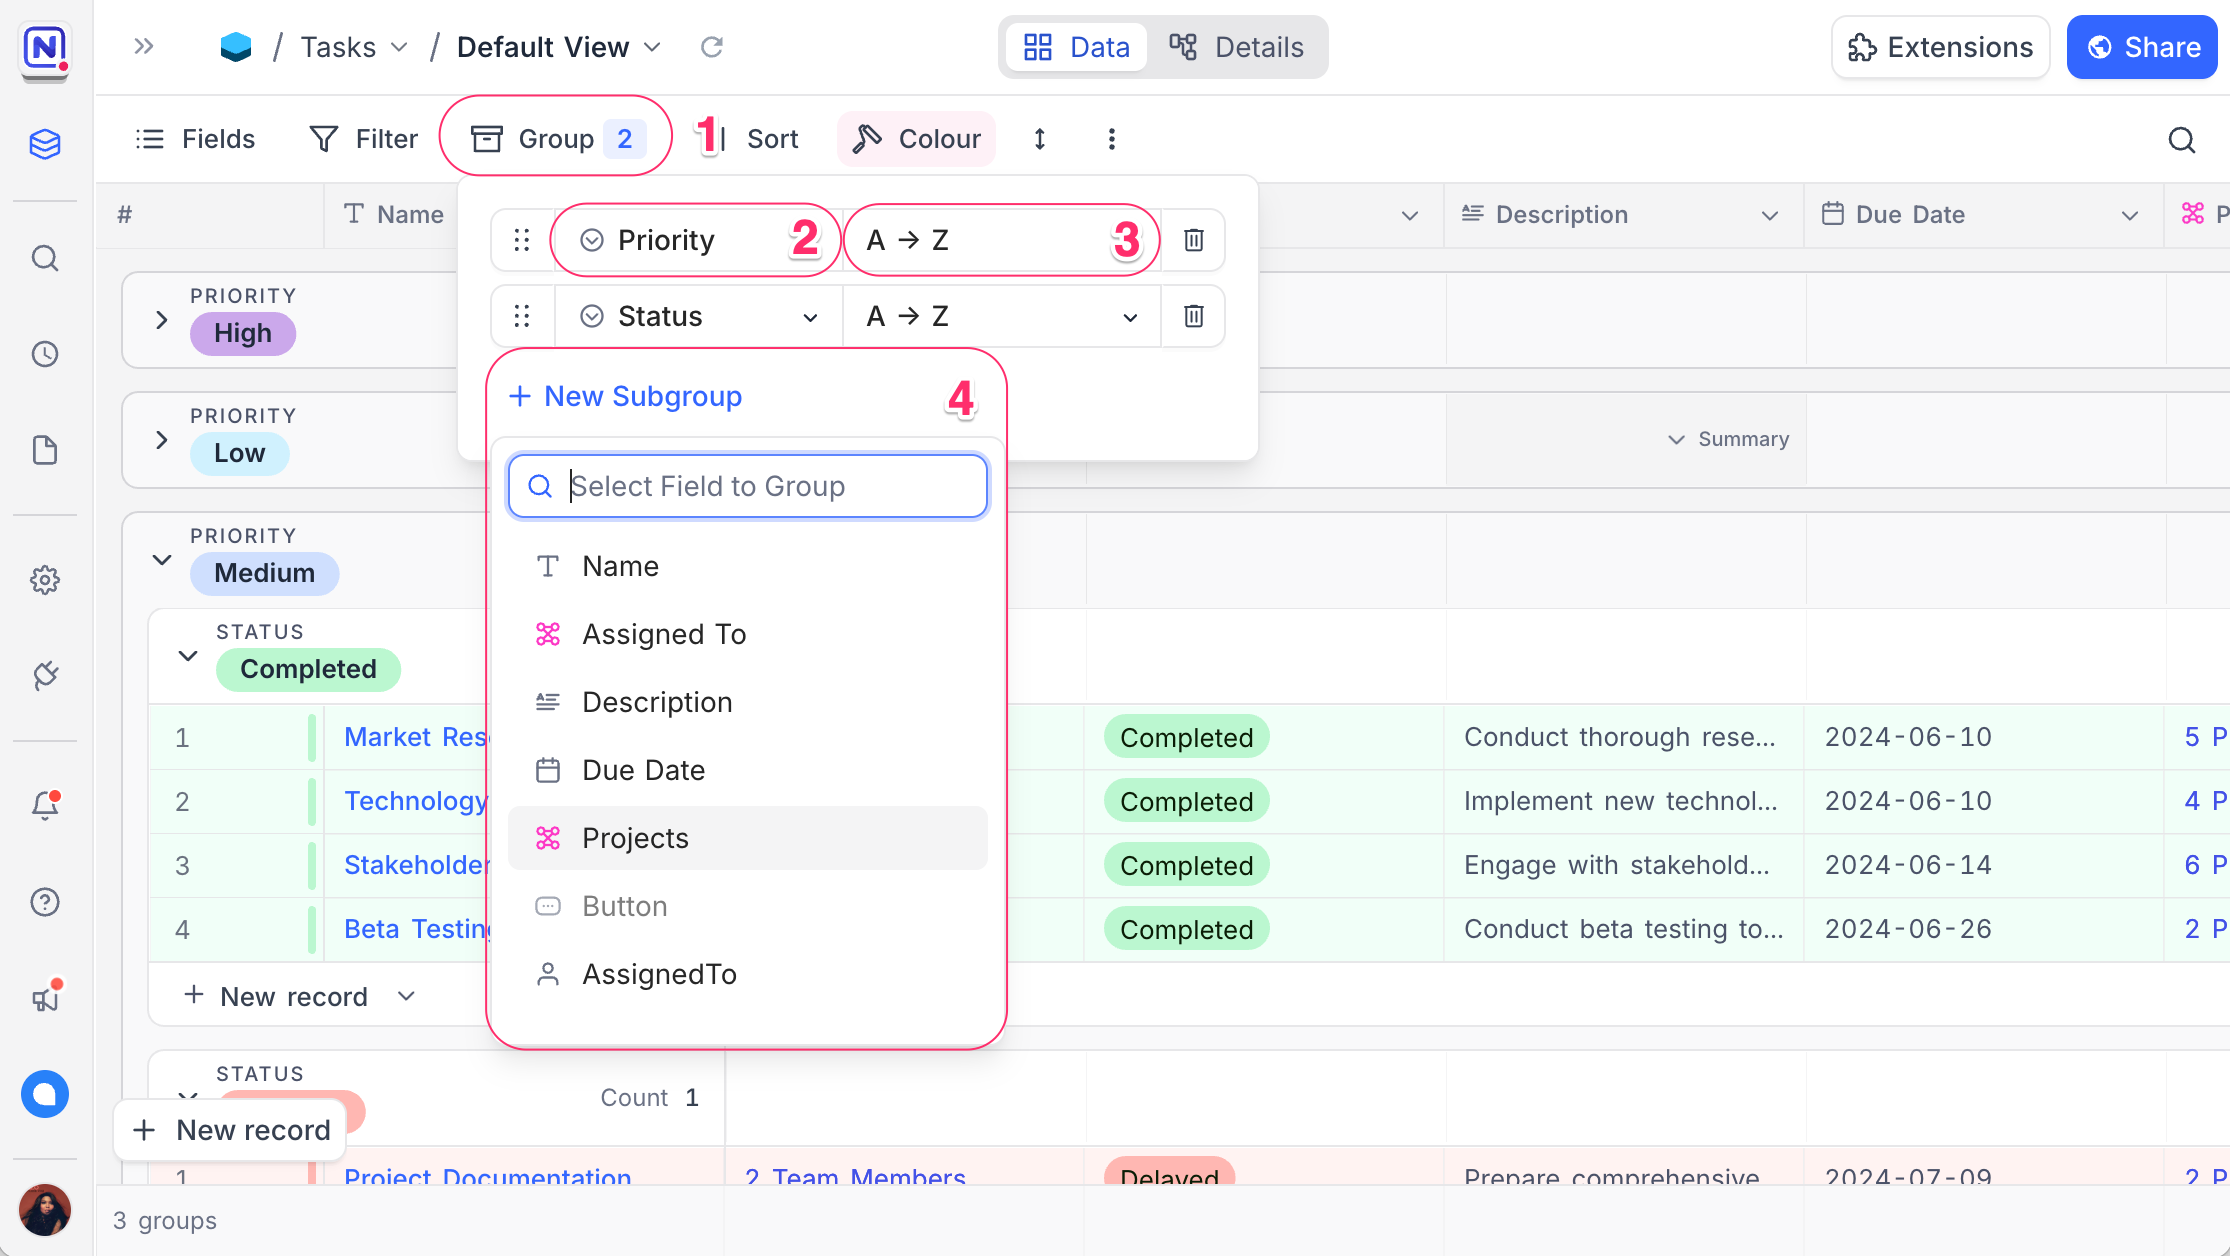 N
/ Tasks / Default View
Data Details
Extensions Share
Fields Filter Group 2 1 Sort Colour
# Name Description Due Date P
Priority 2 A → Z 3
Status A → Z
+ New Subgroup 4
Select Field to Group
Name
Assigned To
Description
Due Date
Projects
Button
AssignedTo
PRIORITY
High
PRIORITY
Low
Summary
PRIORITY
Medium
STATUS
Completed
1 Market Res Completed Conduct thorough rese... 2024-06-10 5 P
2 Technology Completed Implement new technol... 2024-06-10 4 P
3 Stakeholder Completed Engage with stakehold... 2024-06-14 6 P
4 Beta Testing Completed Conduct beta testing to... 2024-06-26 2 P
+ New record
STATUS
Count 1
+ New record
1 Project Documentation 2 Team Members Delayed Prepare comprehensive 2024-07-09 2 P
3 groups